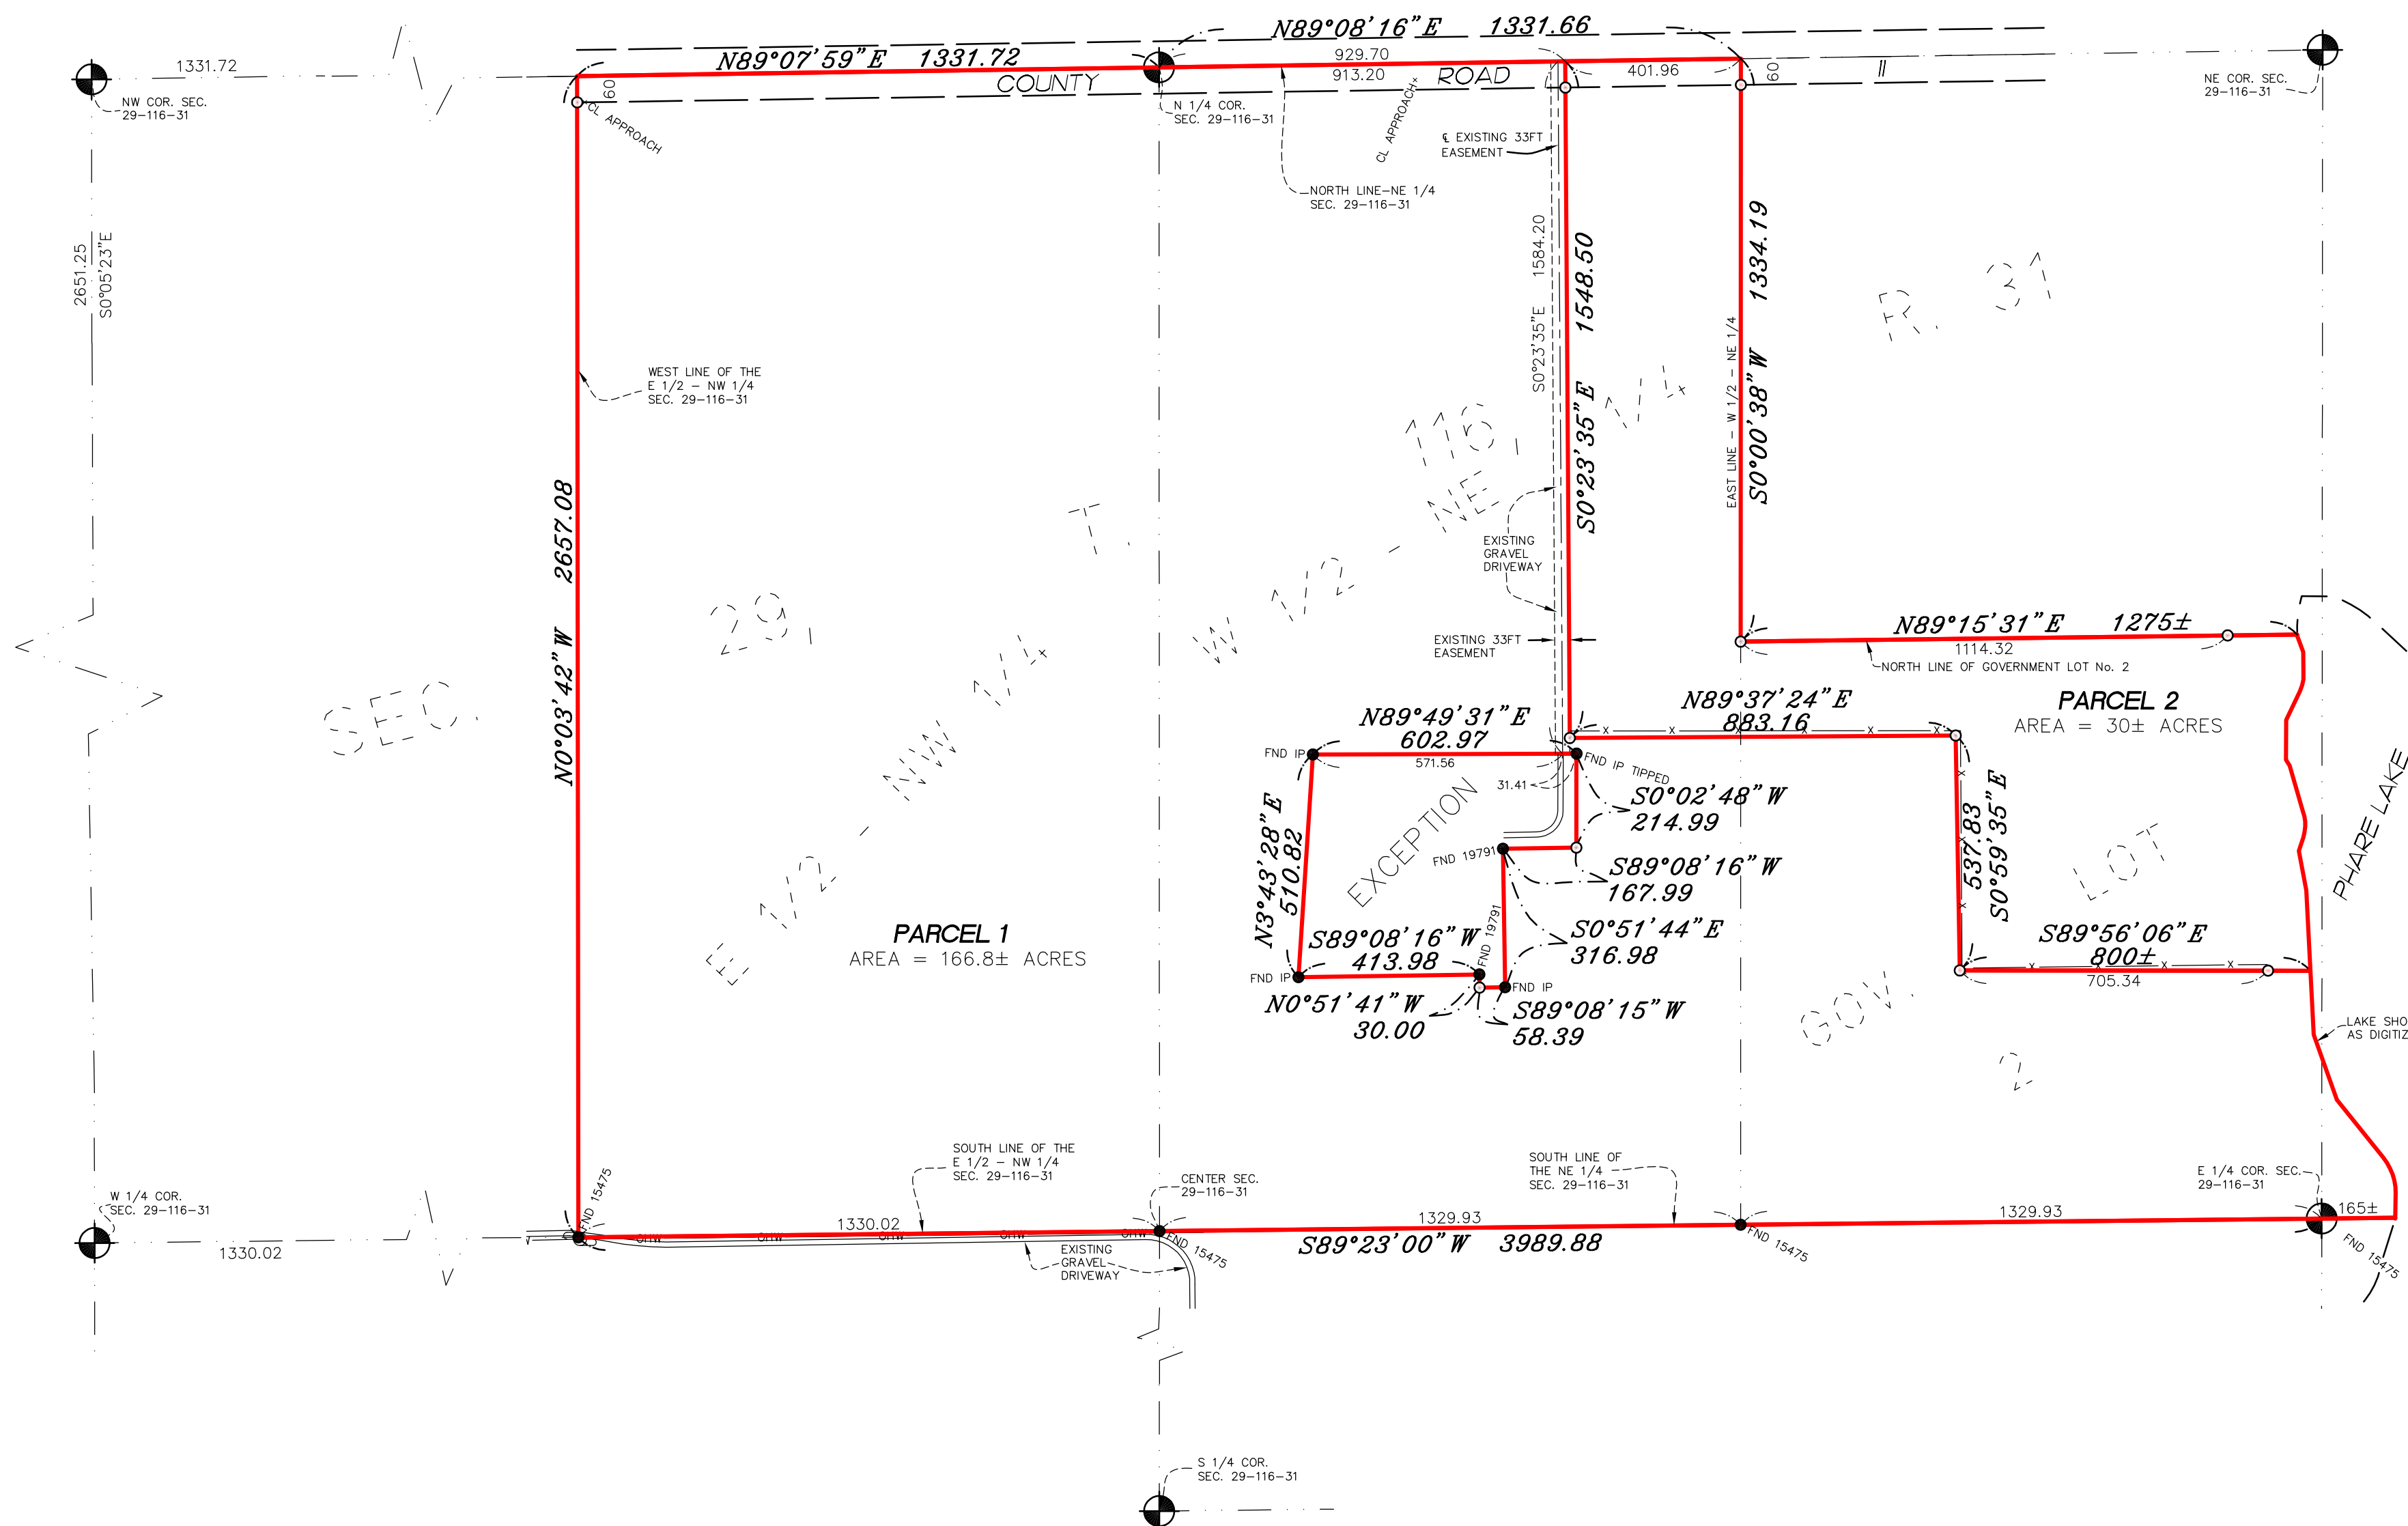 N89°08'16"E 1331.66
N89°07'59"E 1331.72
1331.72
929.70
913.20
401.96
COUNTY ROAD 11
60
60
NW COR. SEC.
29-116-31
CL APPROACH
N 1/4 COR.
SEC. 29-116-31
CL APPROACH
℄ EXISTING 33FT
EASEMENT
NE COR. SEC.
29-116-31
NORTH LINE-NE 1/4
SEC. 29-116-31
2651.25
S0°05'23"E
S0°23'35"E 1584.20
S0°23'35"E 1548.50
EAST LINE - W 1/2 - NE 1/4
S0°00'38"W 1334.19
WEST LINE OF THE
E 1/2 - NW 1/4
SEC. 29-116-31
N0°03'42"W 2657.08
SEC. 29, T. 116, R. 31
E 1/2 - NW 1/4
W 1/2 - NE 1/4
EXISTING
GRAVEL
DRIVEWAY
EXISTING 33FT
EASEMENT
N89°15'31"E 1275±
1114.32
NORTH LINE OF GOVERNMENT LOT No. 2
PARCEL 2
AREA = 30± ACRES
N89°37'24"E
883.16
N89°49'31"E
602.97
571.56
FND IP
FND IP TIPPED
31.41
S0°02'48"W
214.99
PHARE LAKE
537.83
S0°59'35"E
N3°43'28"E
510.82
EXCEPTION
FND 19791
S89°08'16"W
167.99
GOV. LOT 2
PARCEL 1
AREA = 166.8± ACRES
S89°08'16"W
413.98
FND 19791
S0°51'44"E
316.98
S89°56'06"E
800±
705.34
FND IP
FND IP
N0°51'41"W
30.00
S89°08'15"W
58.39
LAKE SHO
AS DIGITIZ
SOUTH LINE OF THE
E 1/2 - NW 1/4
SEC. 29-116-31
CENTER SEC.
29-116-31
SOUTH LINE OF
THE NE 1/4
SEC. 29-116-31
E 1/4 COR. SEC.
29-116-31
W 1/4 COR.
SEC. 29-116-31
FND 15475
1330.02
1330.02
1329.93
1329.93
165±
OHW OHW OHW OHW OHW
S89°23'00"W 3989.88
FND 15475
FND 15475
FND 15475
EXISTING
GRAVEL
DRIVEWAY
S 1/4 COR.
SEC. 29-116-31